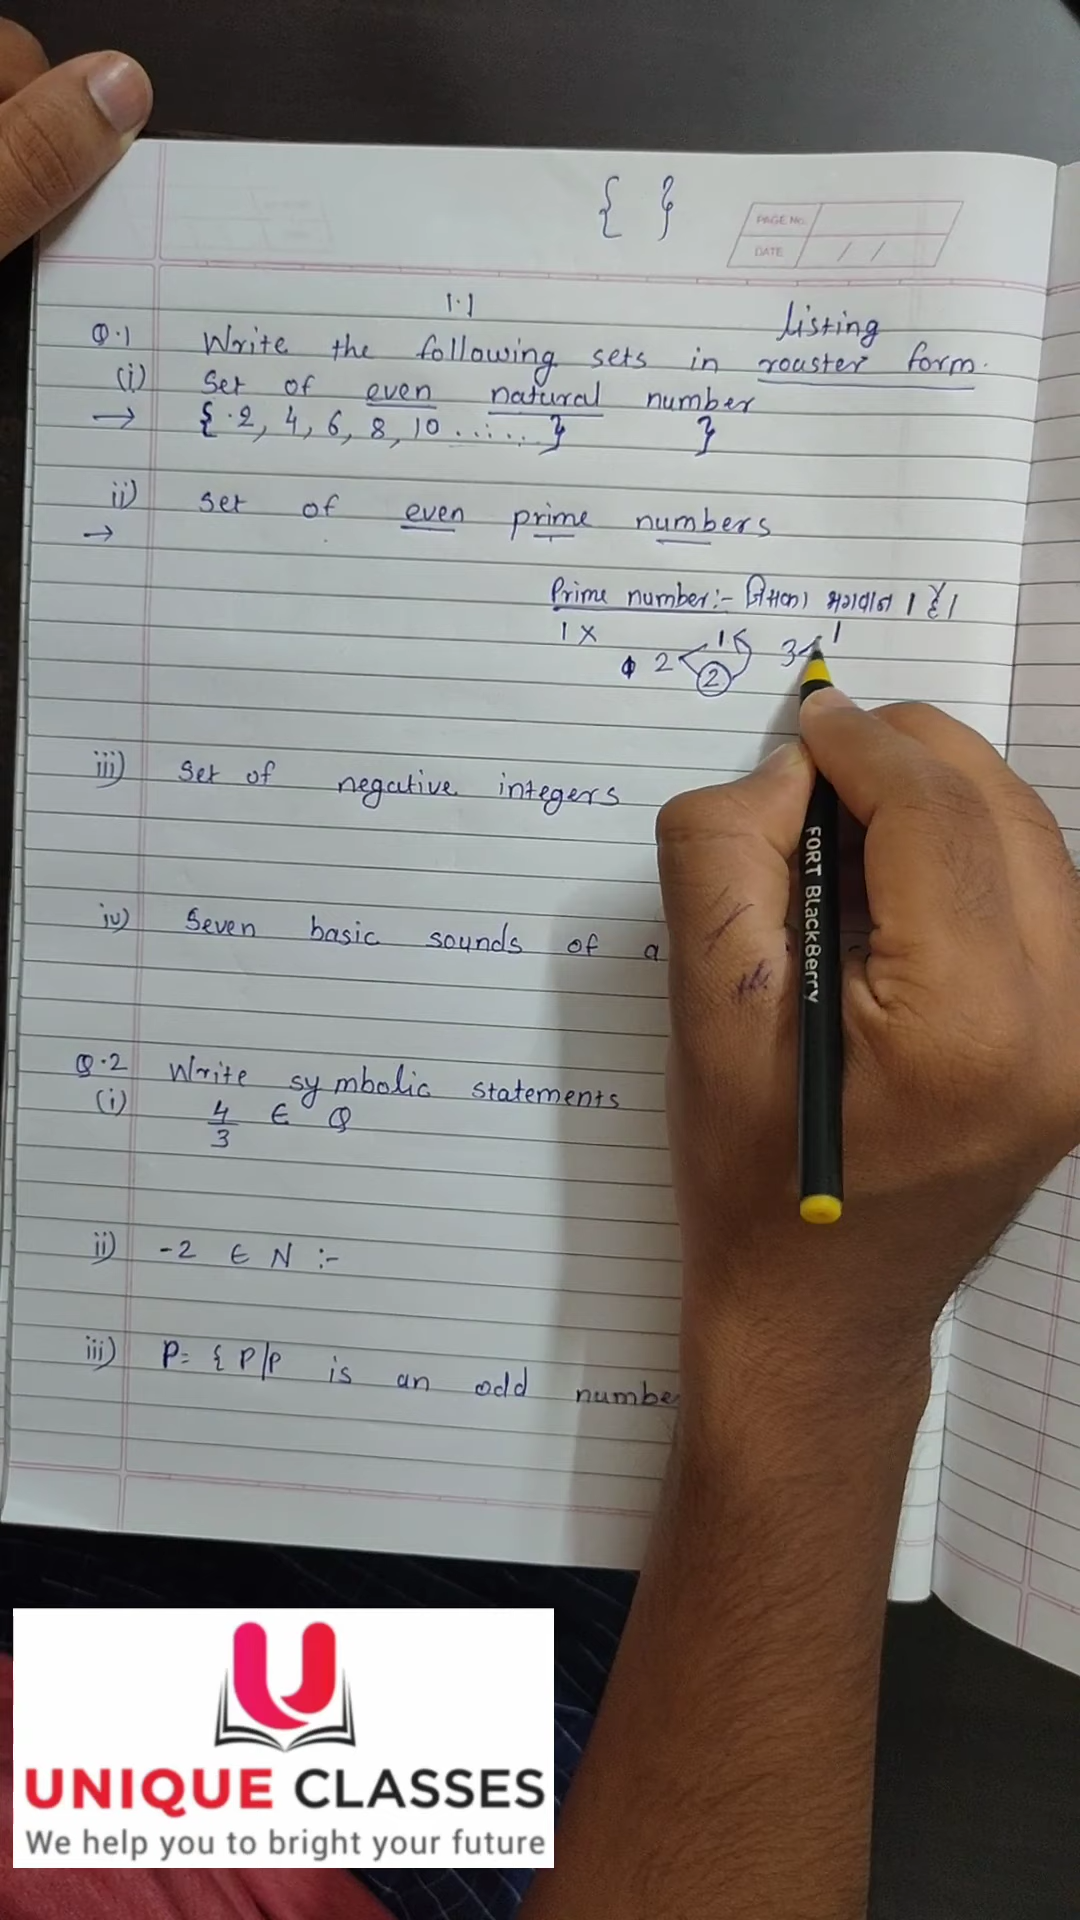 { }
PAGE No.
DATE / /
1.1
listing
Q.1 Write the following sets in rouster form.
(i) Set of even natural number
→ {2, 4, 6, 8, 10 ....... } }
ii) Set of even prime numbers
→
Prime number:- जिसका भगवान 1 है।
1 X
2 < 1 2 3 < 1
iii) Set of negative integers
iv) Seven basic sounds of a
Q.2 Write symbolic statements
(i) 4/3 ∈ Q
ii) -2 ∈ N :-
iii) P= { P/P is an odd number
FORT BlackBerry
UNIQUE CLASSES
We help you to bright your future